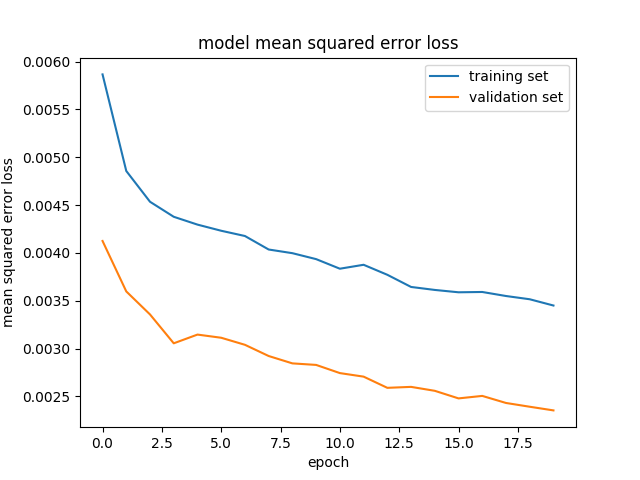 model mean squared error loss
0.0060
0.0055
0.0050
0.0045
0.0040
0.0035
0.0030
0.0025
mean squared error loss
training set
validation set
0.0 2.5 5.0 7.5 10.0 12.5 15.0 17.5
epoch